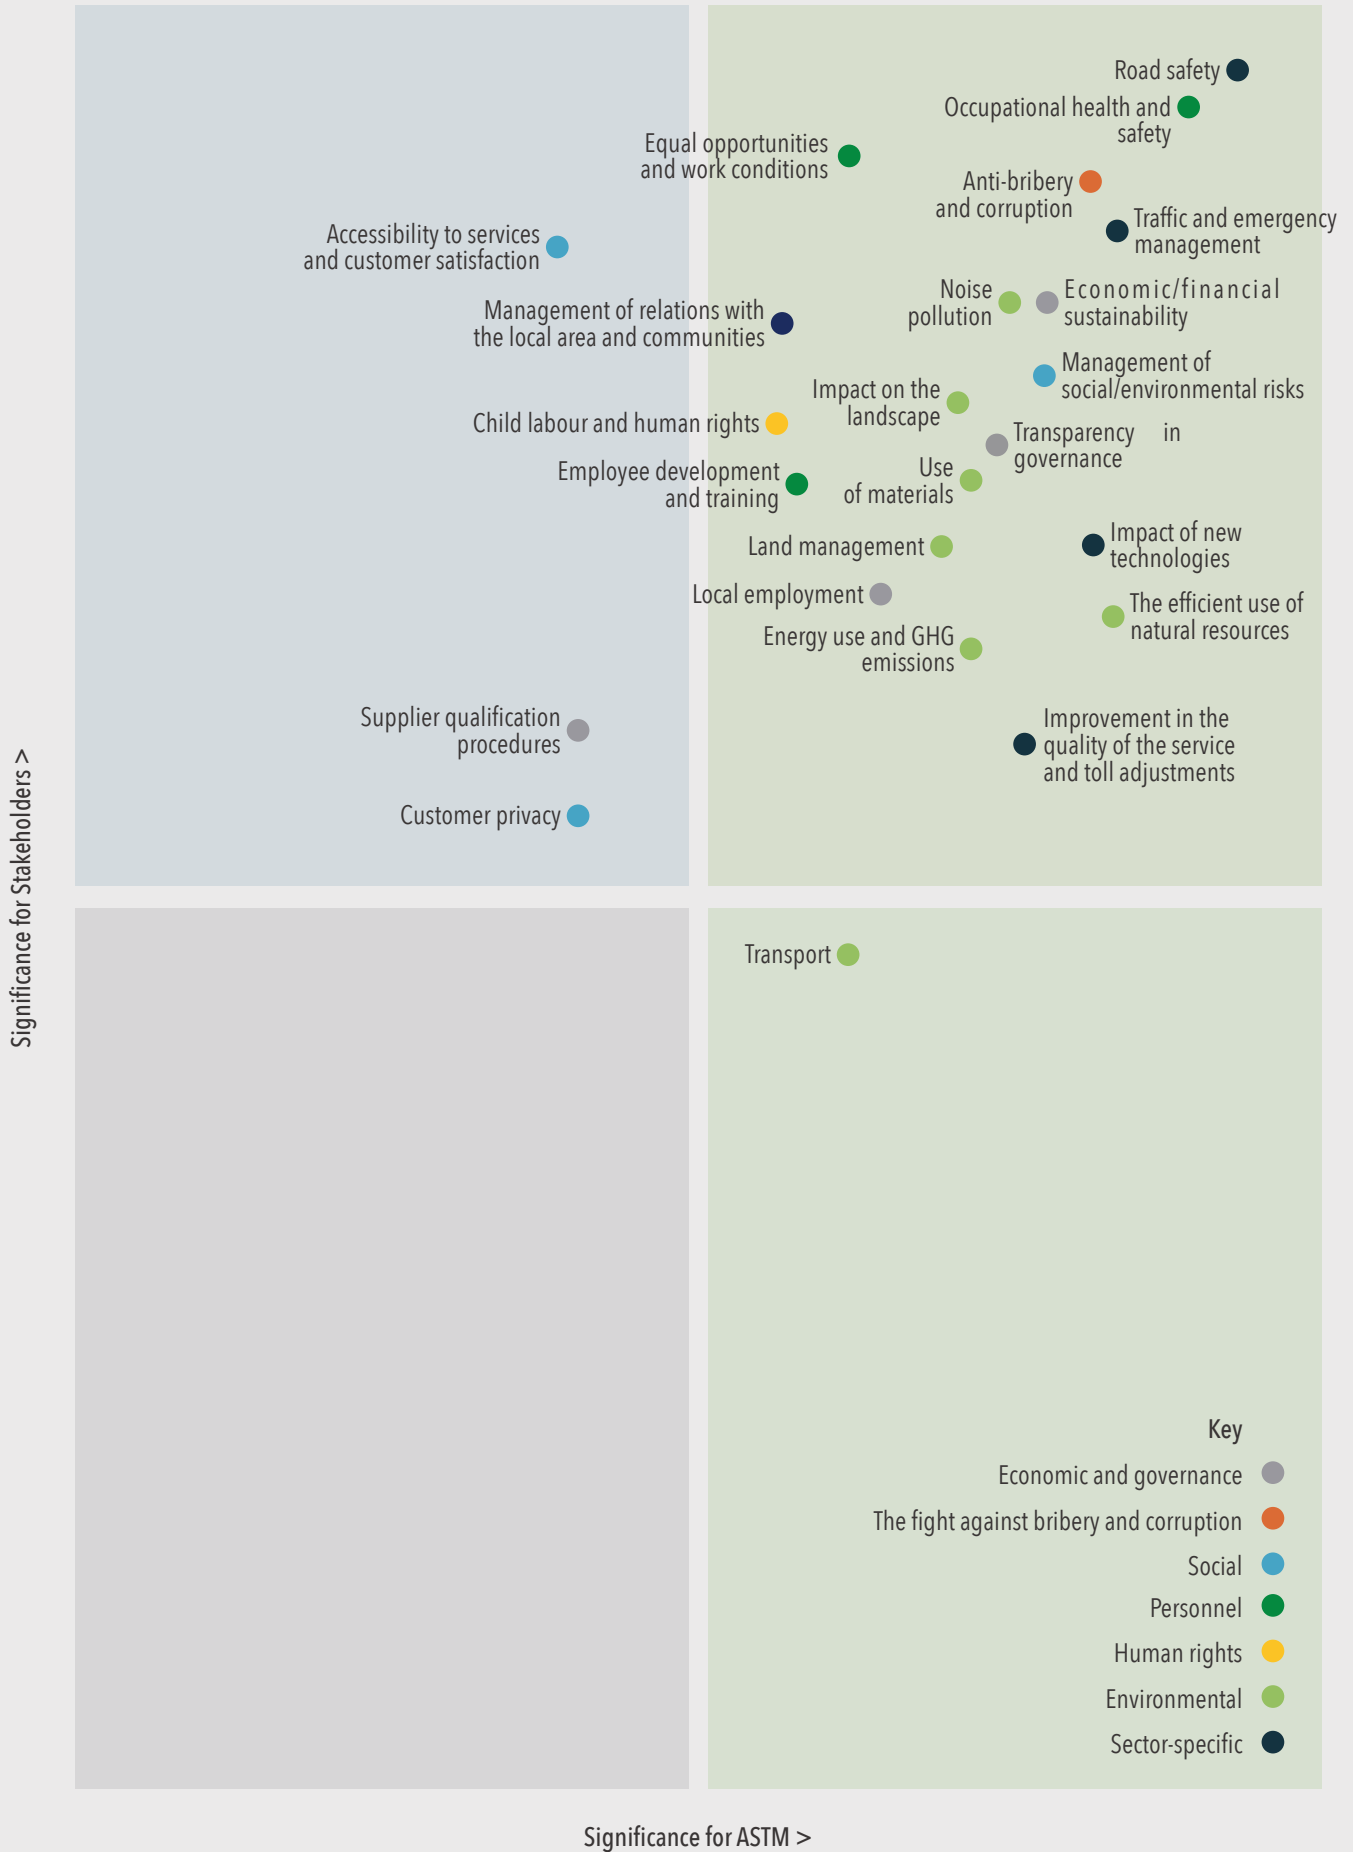 Road safety
Occupational health and
safety
Equal opportunities
and work conditions
Anti-bribery
and corruption
Traffic and emergency
management
Accessibility to services
and customer satisfaction
Noise
pollution
Economic/financial
sustainability
Management of relations with
the local area and communities
Management of
social/environmental risks
Impact on the
landscape
Child labour and human rights
Transparency in
governance
Employee development
and training
Use
of materials
Land management
Impact of new
technologies
Local employment
The efficient use of
natural resources
Energy use and GHG
emissions
Supplier qualification
procedures
Improvement in the
quality of the service
and toll adjustments
Customer privacy
Significance for Stakeholders >
Transport
Key
Economic and governance
The fight against bribery and corruption
Social
Personnel
Human rights
Environmental
Sector-specific
Significance for ASTM >